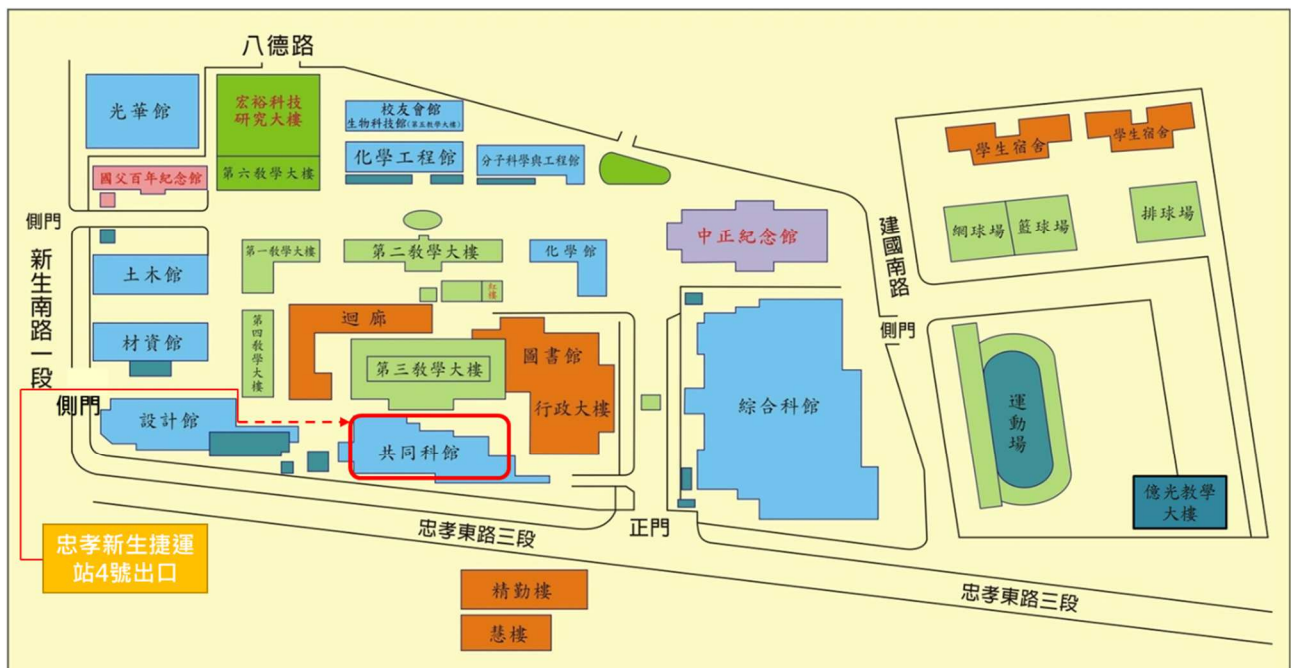 八德路
光華館
宏裕科技
研究大樓
校友會館
生物科技館(第五教學大樓)
學生宿舍
學生宿舍
化學工程館
分子科學與工程館
國父百年紀念館
第六教學大樓
側門
網球場
籃球場
排球場
建國南路
中正紀念館
新生南路一段
土木館
第一教學大樓
第二教學大樓
化學館
紅樓
材資館
第四教學大樓
迴廊
圖書館
側門
第三教學大樓
側門
設計館
行政大樓
綜合科館
運動場
共同科館
億光教學
大樓
忠孝新生捷運
站4號出口
忠孝東路三段
正門
精勤樓
忠孝東路三段
慧樓